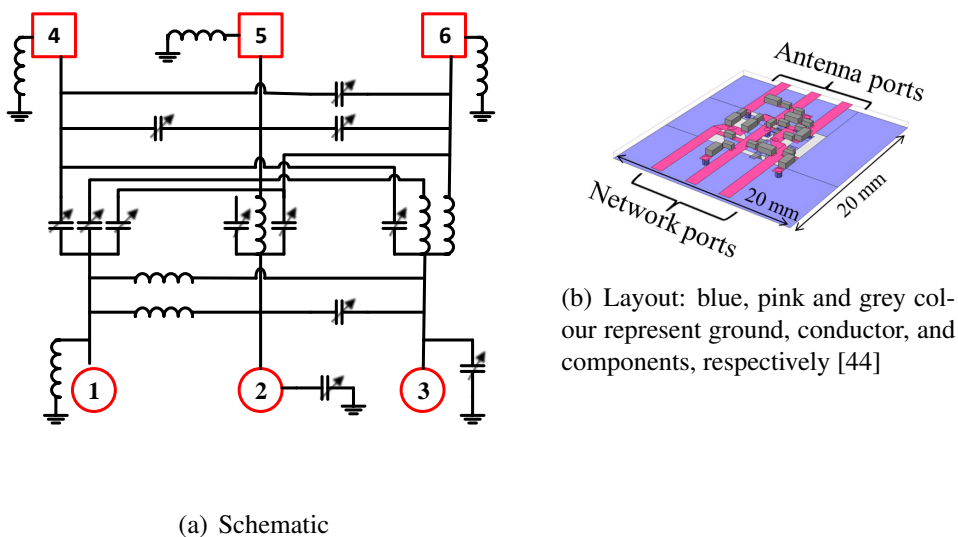 4
5
6
1
2
3
(a) Schematic
Antenna ports
20 mm
20 mm
Network ports
(b) Layout: blue, pink and grey col-
our represent ground, conductor, and
components, respectively [44]